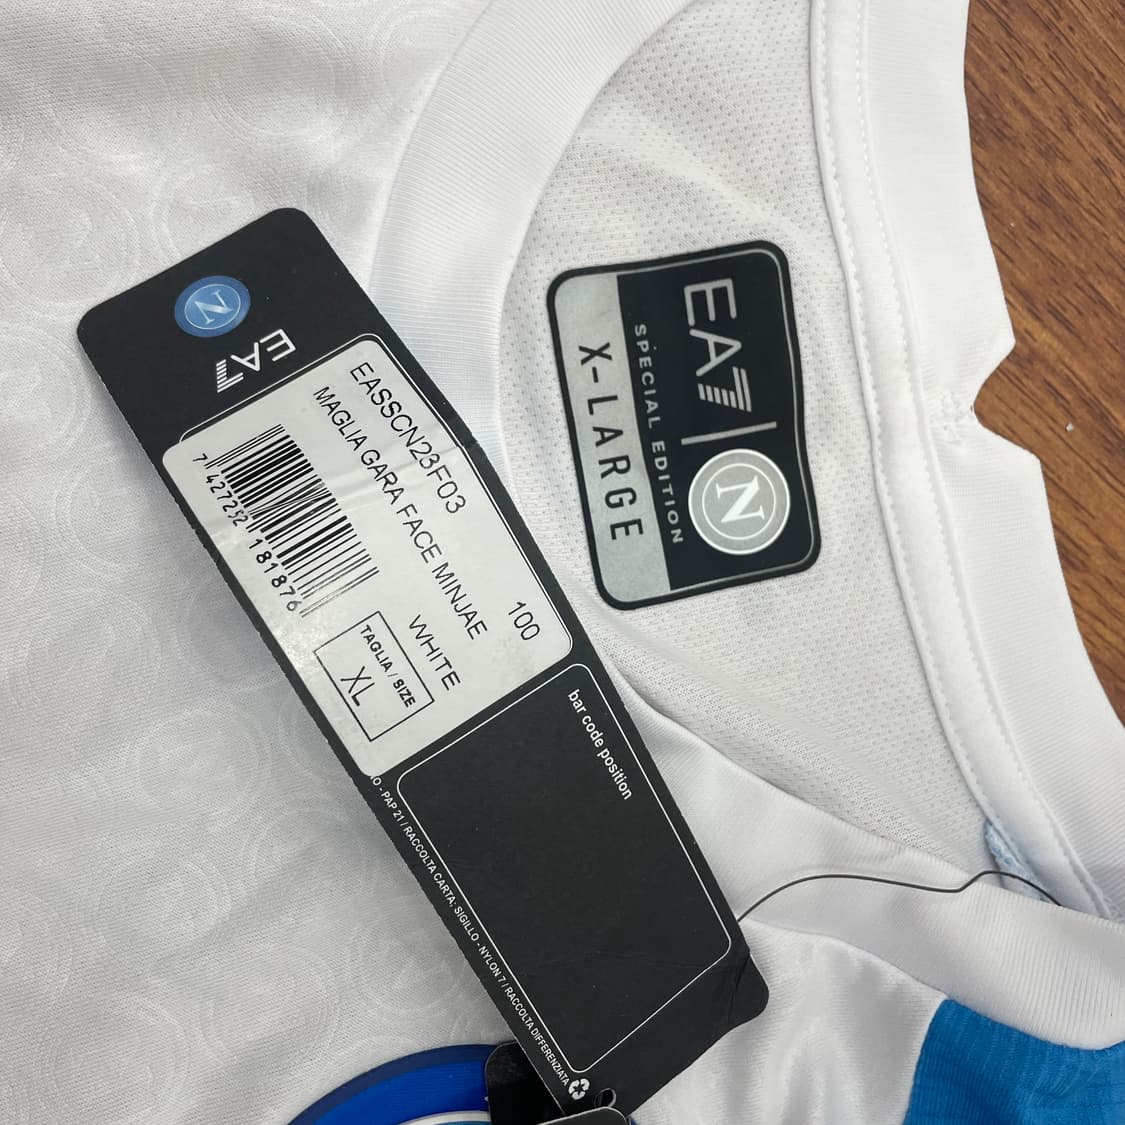 N
EA7
EASSCN23F03
100
MAGLIA GARA FACE MINJAE
WHITE
7 427252 181876
TAGLIA / SIZE
XL
bar code position
O - PAP 21 / RACCOLTA CARTA; SIGILLO - NYLON 7 / RACCOLTA DIFFERENZIATA
EA7
N
SPECIAL EDITION
X-LARGE